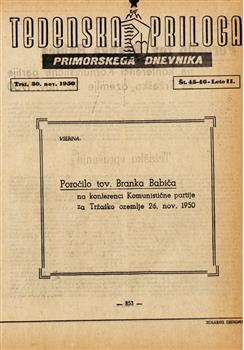 TEDENSKA PRILOGA
PRIMORSKEGA DNEVNIKA
Trst, 30. nov. 1950
Št. 45-46 - Leto II.
VSEBINA:
Poročilo tov. Branka Babiča
na konferenci Komunistične partije
za Tržaško ozemlje 26. nov. 1950
— 853 —